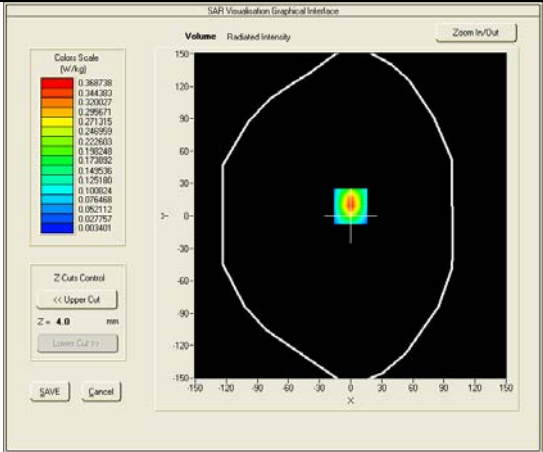 SAR Visualisation Graphical Interface
Volume Radiated Intensity
Zoom In/Out
Colors Scale
(W/kg)
0.368738
0.344383
0.320027
0.295671
0.271315
0.246959
0.222603
0.198248
0.173892
0.149536
0.125180
0.100824
0.076468
0.052112
0.027757
0.003401
Z-Cuts Control
<< Upper Cut
Z = 4.0 mm
Lower Cut >>
SAVE Cancel
150
120
90
60
30
0
-30
-60
-90
-120
-150
Y
-150 -120 -90 -60 -30 0 30 60 90 120 150
X